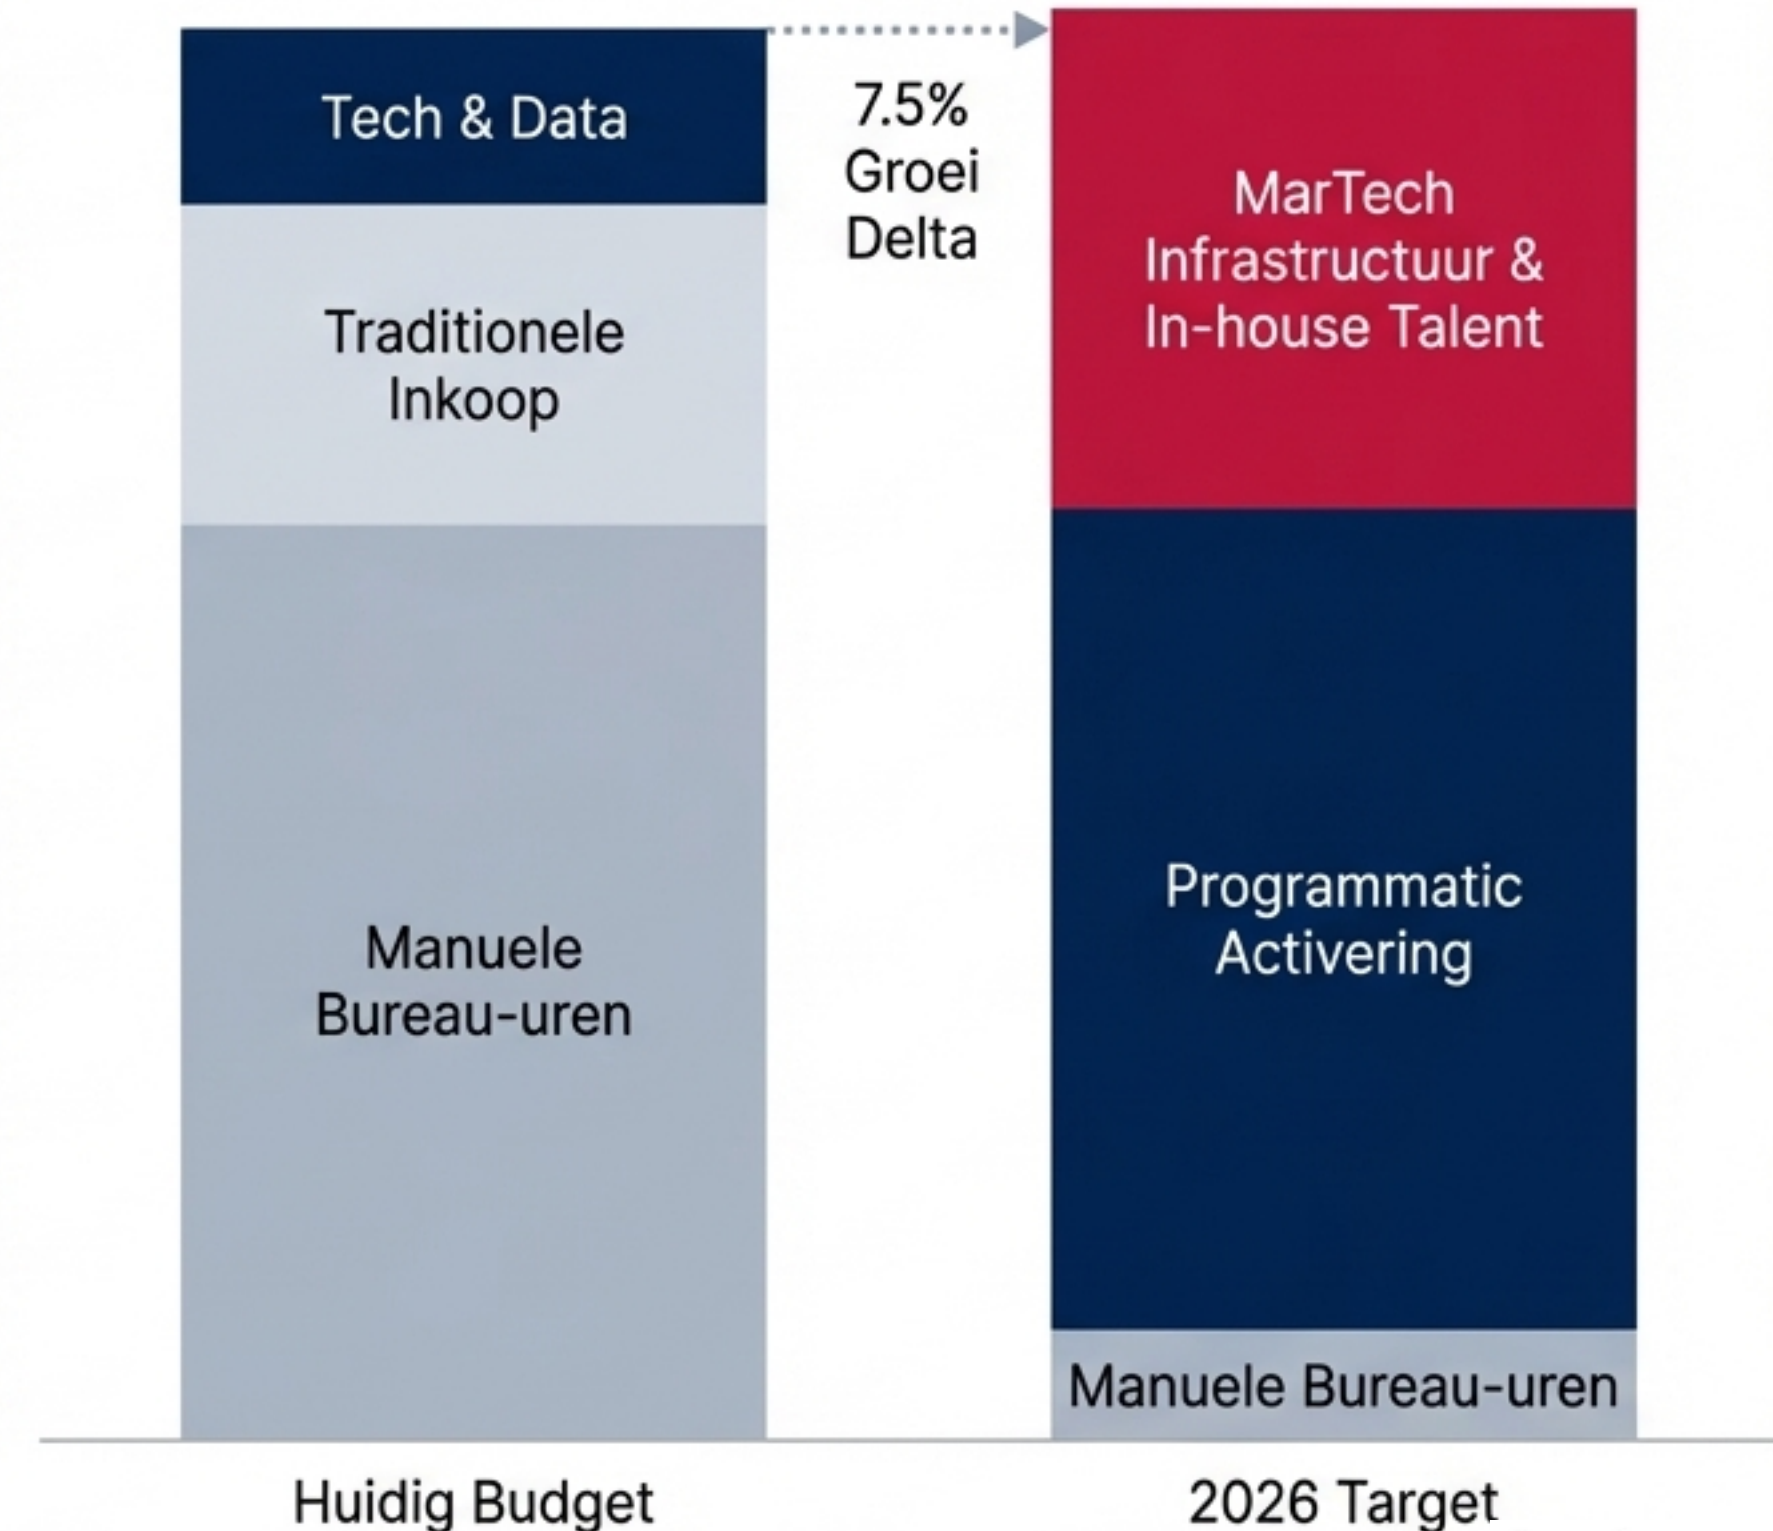 Tech & Data
Traditionele
Inkoop
Manuele
Bureau-uren
7.5%
Groei
Delta
MarTech
Infrastructuur &
In-house Talent
Programmatic
Activering
Manuele Bureau-uren
Huidig Budget
2026 Target